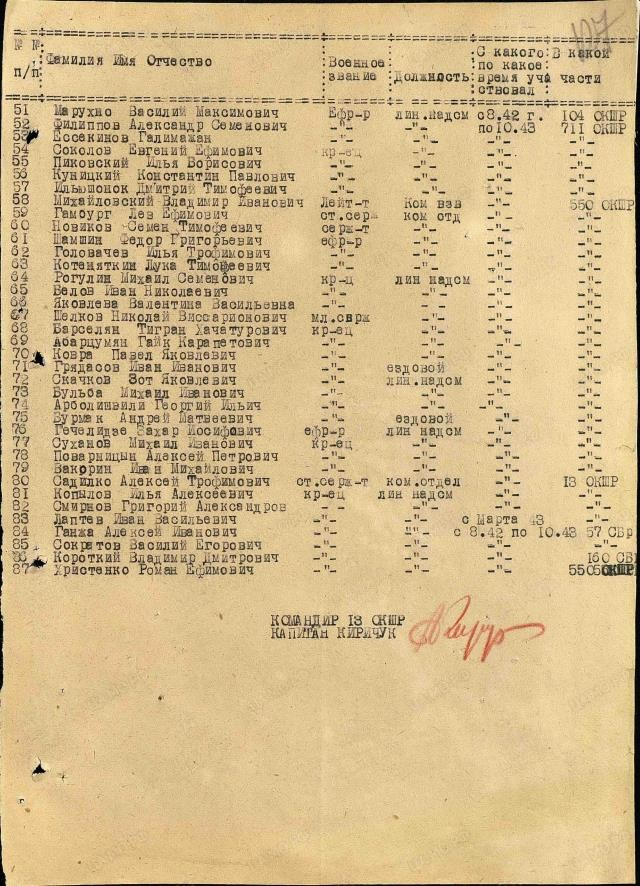 107
№ № п/п Фамилия Имя Отчество Военное звание Должность С какого по какое время участвовал В какой части
51 Марухно Василий Максимович Ефр-р лин.надсм с 8.42 г. 104 ОКШР
52 Филиппов Александр Семенович -"- -"- по 10.43 711 ОКШР
53 Ессекинов Галимажан -"- -"- -"- -"-
54 Соколов Евгений Ефимович кр-ец -"- -"- -"-
55 Пиковский Илья Борисович -"- -"- -"- -"-
56 Куницкий Константин Павлович -"- -"- -"- -"-
57 Ильюшонок Дмитрий Тимофеевич -"- -"- -"- -"-
58 Михайловский Владимир Иванович Лейт-т Ком взв -"- 550 ОКШР
59 Гамбург Лев Ефимович ст.серж ком отд -"- -"-
60 Новиков Семен Тимофеевич серж-т -"- -"- -"-
61 Шамшин Федор Григорьевич ефр-р -"- -"- -"-
62 Головачев Илья Трофимович -"- -"- -"- -"-
63 Котеняткин Лука Тимофеевич -"- -"- -"- -"-
64 Рогулин Михаил Семенович кр-ц лин надсм -"- -"-
65 Белов Иван Николаевич -"- -"- -"- -"-
66 Яковлева Валентина Васильевна -"- -"- -"- -"-
67 Шелков Николай Виссарионович мл.серж -"- -"- -"-
68 Барселян Тигран Хачатурович кр-ец -"- -"- -"-
69 Абарцумян Гайк Карапетович -"- -"- -"- -"-
70 Ковра Павел Яковлевич -"- -"- -"- -"-
71 Грядасов Иван Иванович -"- ездовой -"- -"-
72 Скачков Зот Яковлевич -"- лин.надсм -"- -"-
73 Бульба Михаил Иванович -"- -"- -"- -"-
74 Арболишвили Георгий Ильич -"- -"- -"- -"-
75 Бурмак Андрей Матвеевич -"- ездовой -"- -"-
76 Гечелидзе Захар Иосифович ефр-р лин надсм -"- -"-
77 Суханов Михаил Иванович кр-ец -"- -"- -"-
78 Поварницын Алексей Петрович -"- -"- -"- -"-
79 Вакорин Иван Михайлович -"- -"- -"- -"-
80 Садилко Алексей Трофимович ст.серж-т ком.отдел -"- 13 ОКШР
81 Копылов Илья Алексеевич кр-ец лин надсм -"- -"-
82 Смирнов Григорий Александров -"- -"- -"- -"-
83 Лаптев Иван Васильевич -"- -"- с Марта 43 -"-
84 Ганжа Алексей Иванович -"- -"- с 8.42 по 10.43 57 СБр
85 Сократов Василий Егорович -"- -"- -"- -"-
86 Короткий Владимир Дмитрович -"- -"- -"- 160 СБр
87 Христенко Роман Ефимович -"- -"- -"- 550 ОКШР
КОМАНДИР 13 ОКШР
КАПИТАН КИРИЧУК